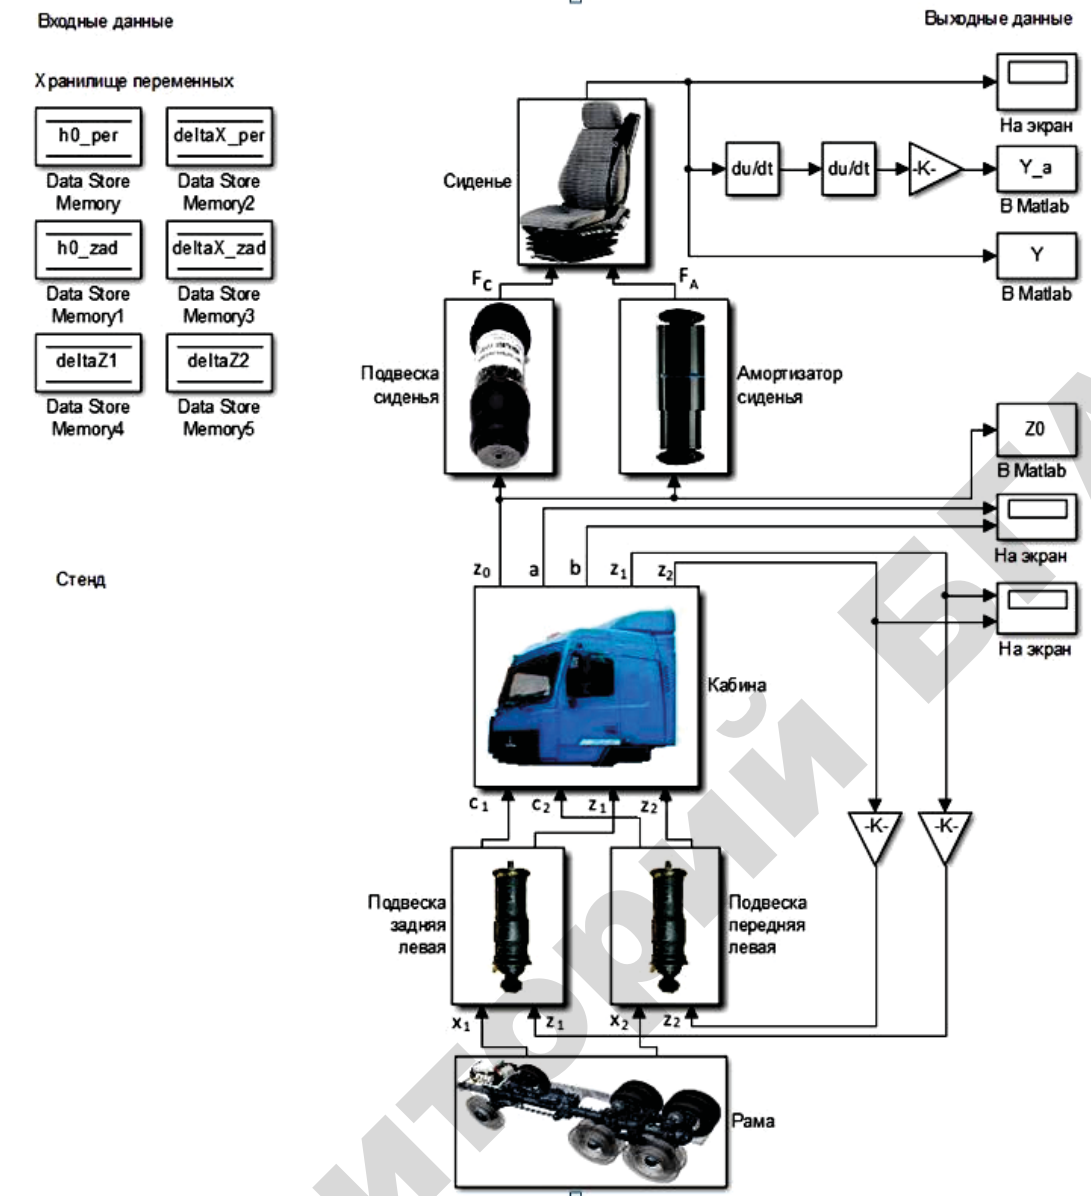 Входные данные
Выходные данные
Хранилище переменных
h0_per
deltaX_per
Data Store
Memory
Data Store
Memory2
h0_zad
deltaX_zad
Data Store
Memory1
Data Store
Memory3
deltaZ1
deltaZ2
Data Store
Memory4
Data Store
Memory5
На экран
Сиденье
du/dt
du/dt
-K-
Y_a
В Matlab
Y
В Matlab
FC
FA
Подвеска
сиденья
Амортизатор
сиденья
Z0
В Matlab
На экран
Стенд
z0
a
b
z1
z2
На экран
Кабина
c1
c2
z1
z2
-K-
-K-
Подвеска
задняя
левая
Подвеска
передняя
левая
x1
z1
x2
z2
Рама